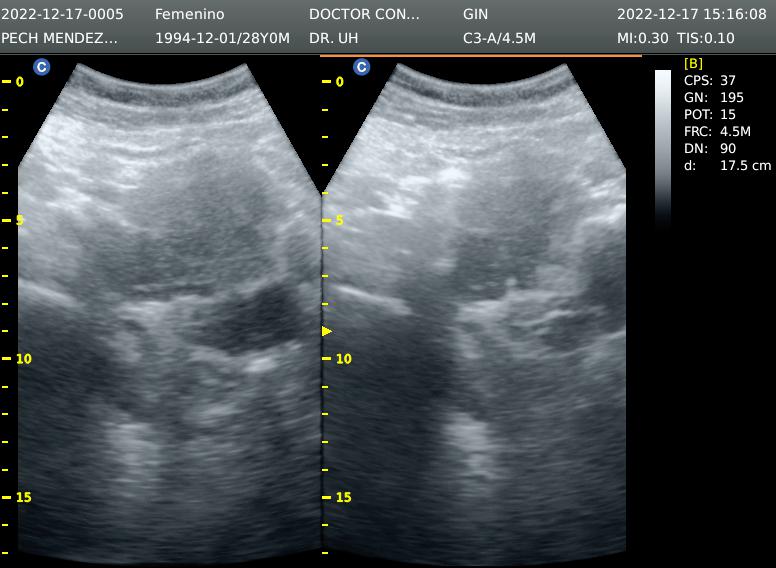 2022-12-17-0005 Femenino DOCTOR CON... GIN 2022-12-17 15:16:08
PECH MENDEZ... 1994-12-01/28Y0M DR. UH C3-A/4.5M MI:0.30 TIS:0.10
C C [B]
0 0 CPS: 37
GN: 195
POT: 15
FRC: 4.5M
DN: 90
d: 17.5 cm
5 5
10 10
15 15